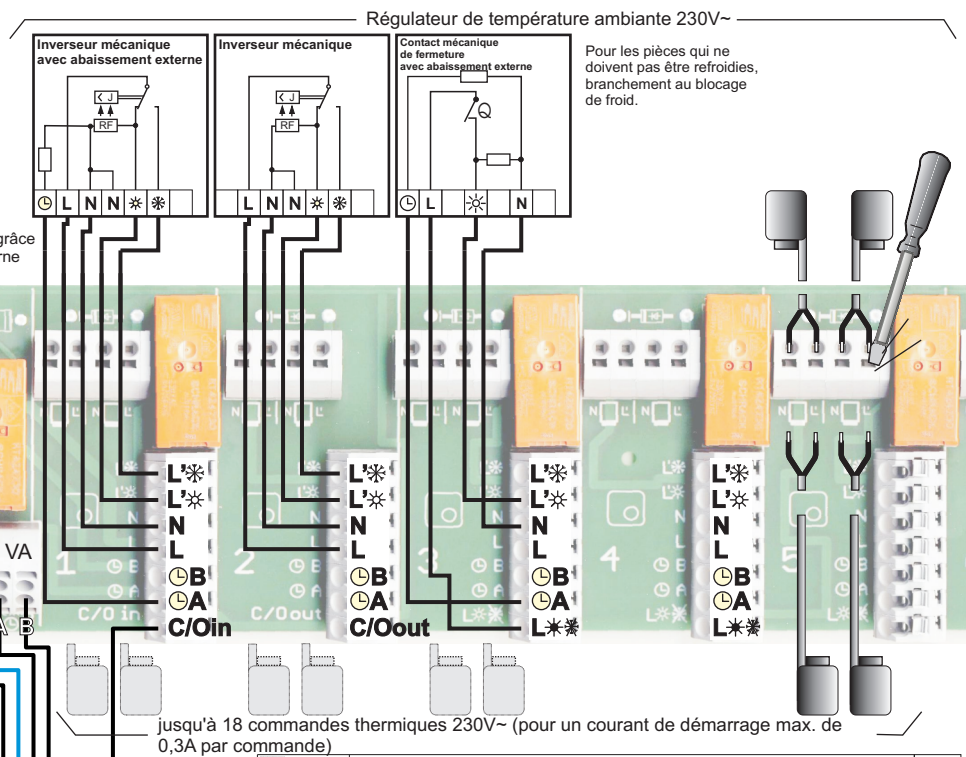 Régulateur de température ambiante 230V~
Inverseur mécanique
avec abaissement externe
Inverseur mécanique
Contact mécanique
de fermeture
avec abaissement externe
Pour les pièces qui ne
doivent pas être refroidies,
branchement au blocage
de froid.
RF
RF
L N N
L N N
L N
grâce
rne
N L'
N L' N L'
N L' N L'
N L' N L'
N L' N L'
L'
L'
N
L
B
A
C/Oin
L'
L'
N
L
B
A
C/Oout
L'
L'
N
L
B
A
L
L'
L'
N
L
B
A
L
VA
A B
1
2
3
4
5
C/O in
C/O out
jusqu'à 18 commandes thermiques 230V~ (pour un courant de démarrage max. de
0,3A par commande)